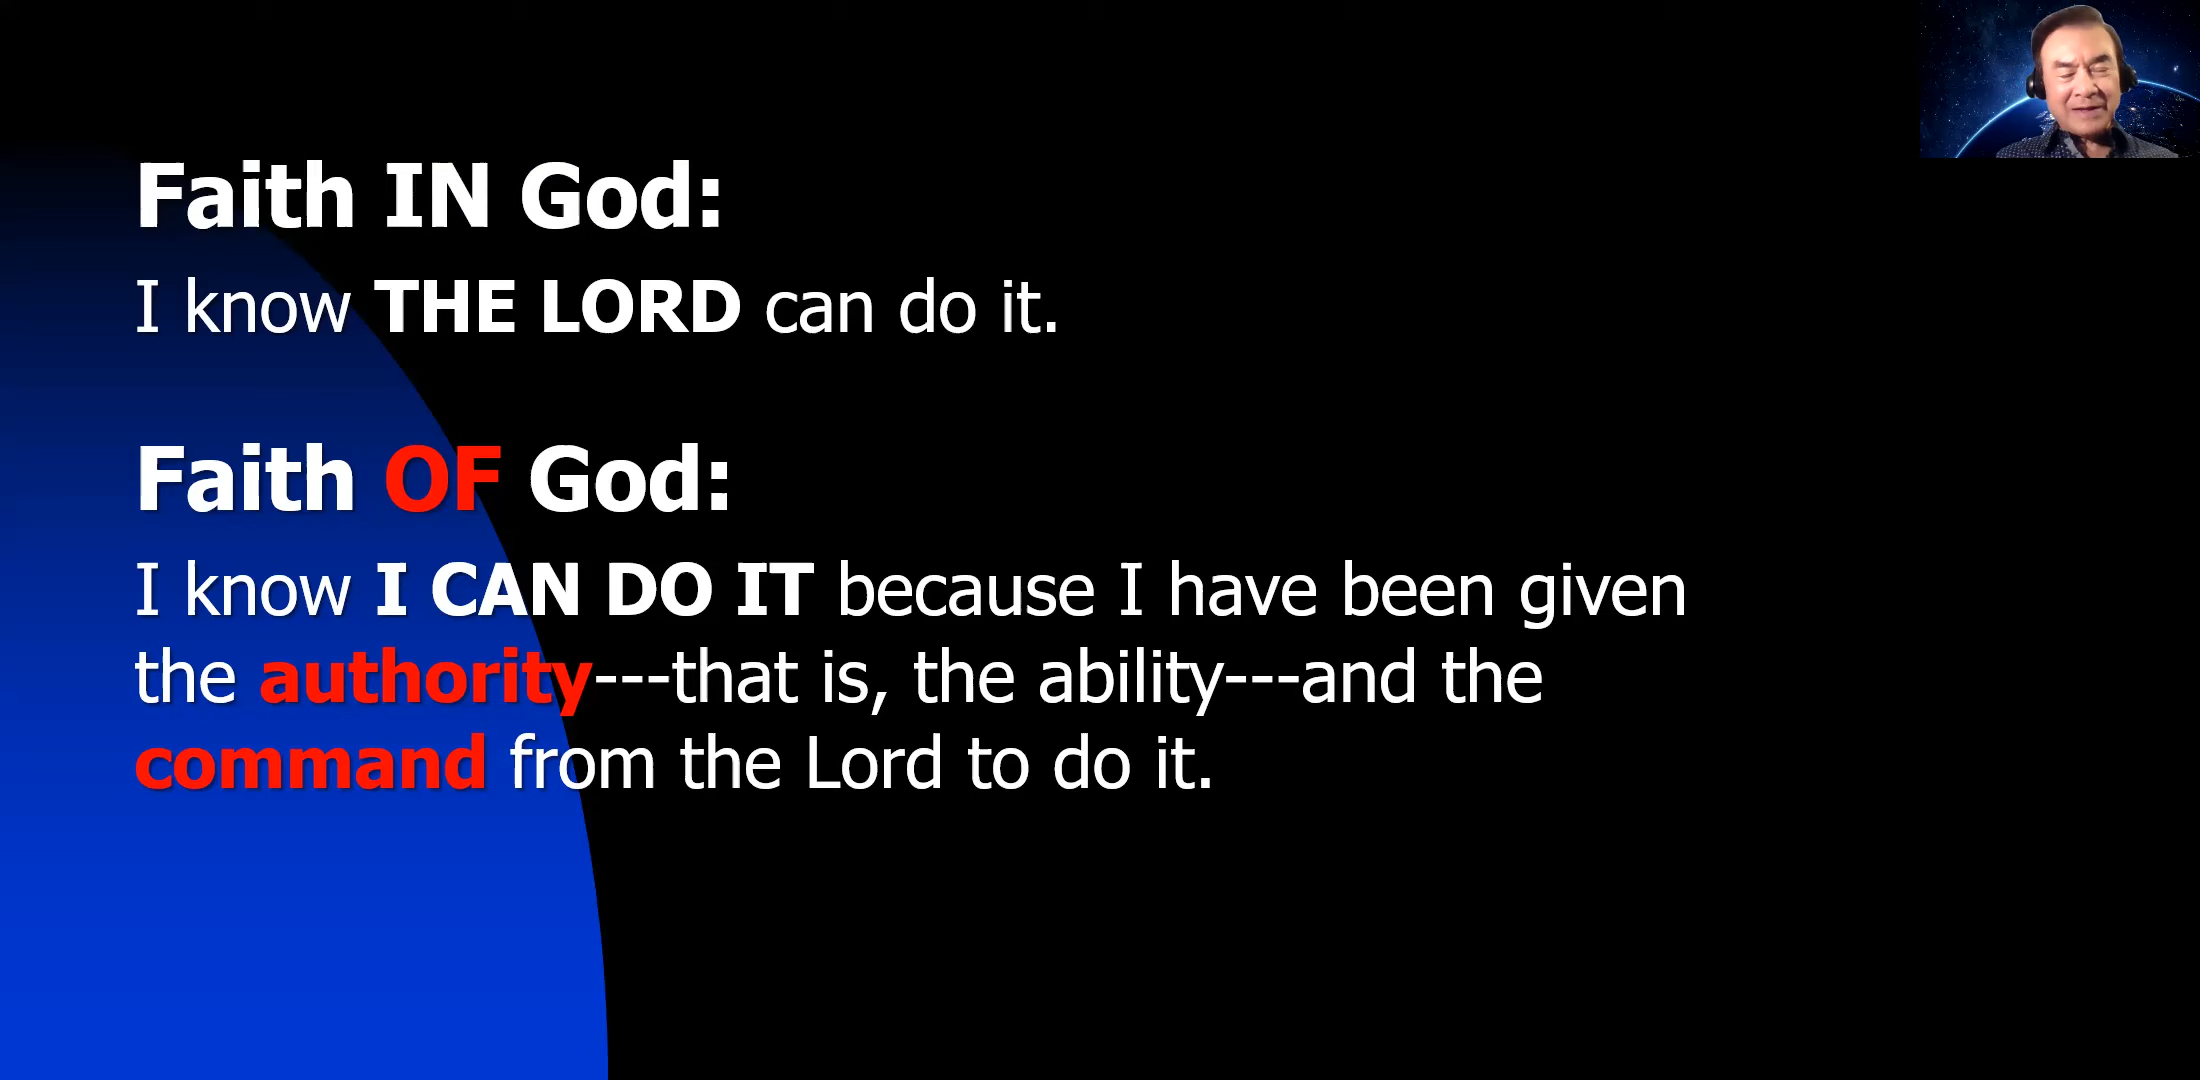 Faith IN God:
I know THE LORD can do it.
Faith OF God:
I know I CAN DO IT because I have been given
the authority---that is, the ability---and the
command from the Lord to do it.